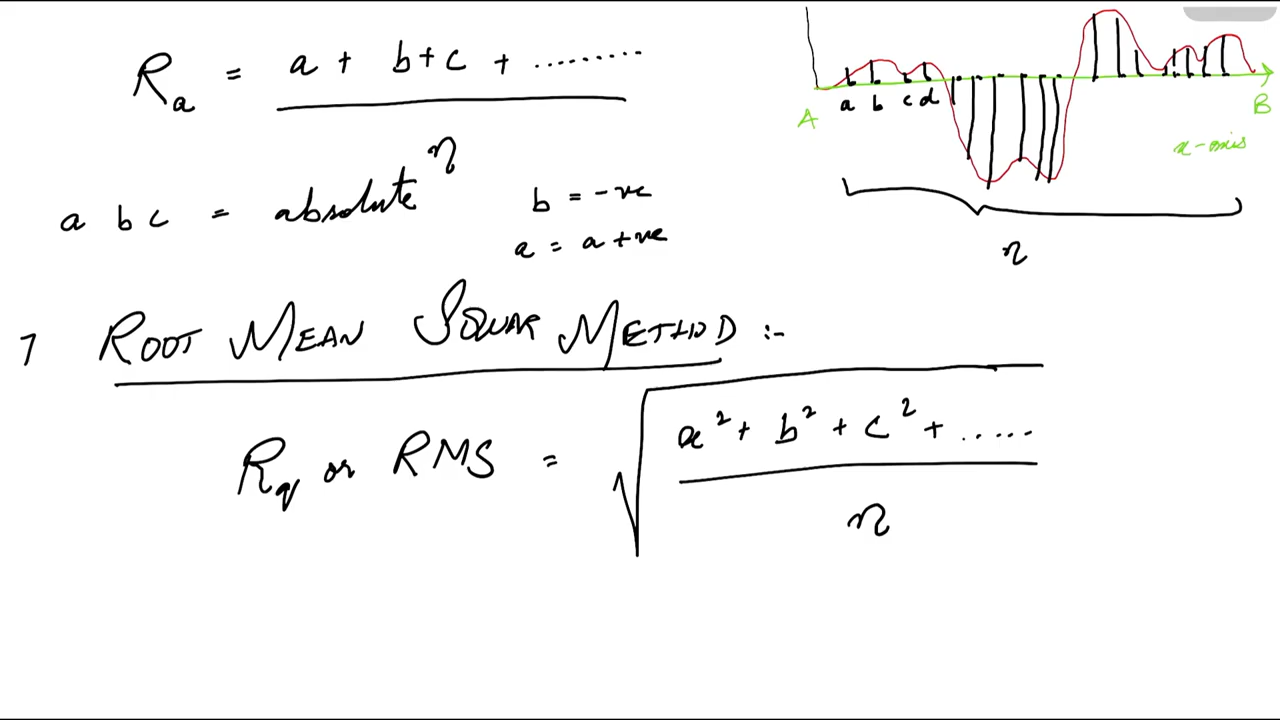 Ra = a + b + c + .........
n
a b c = absolute
b = -ve
a = a +ve
a b c d
A
B
x-axis
n
7 ROOT MEAN SQUAR METHOD :-
Rq or RMS = √ a² + b² + c² + ......
n